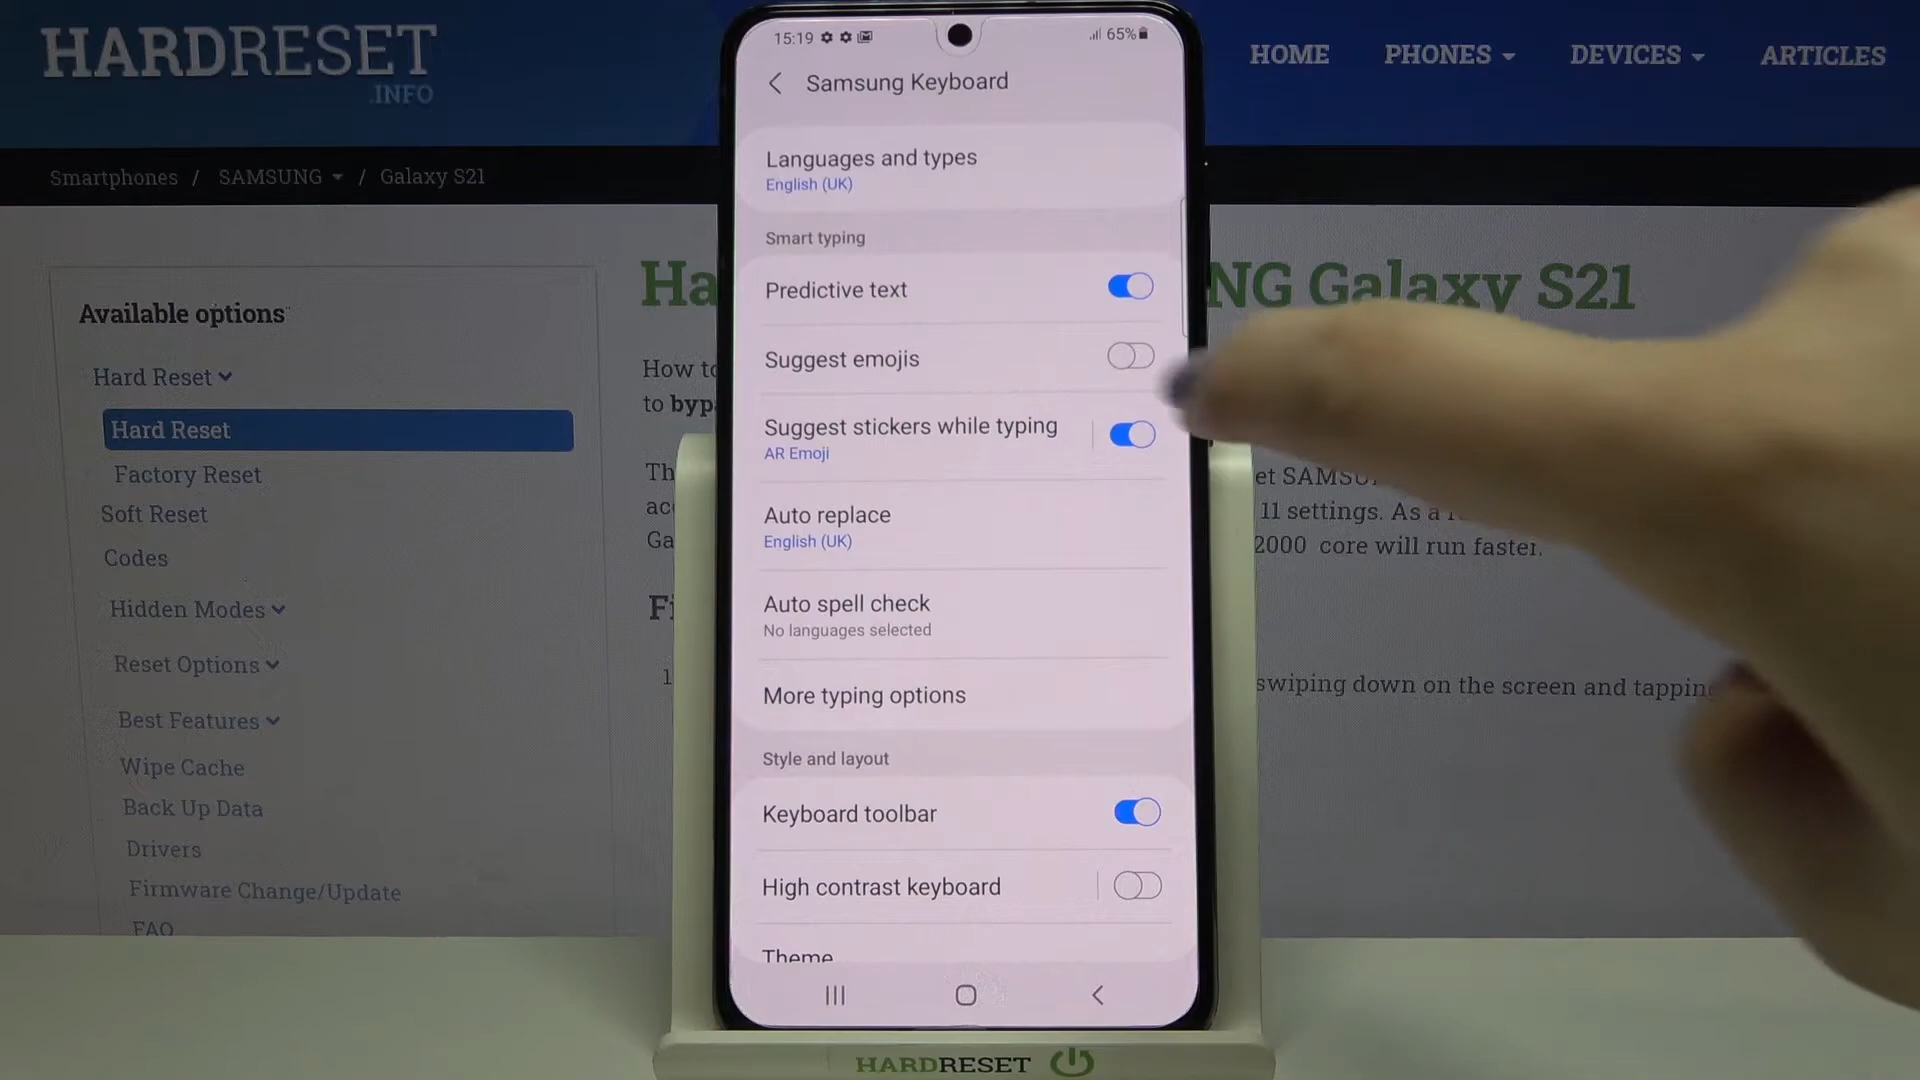 HARDRESET
.INFO
HOME
PHONES
DEVICES
ARTICLES
Smartphones / SAMSUNG / Galaxy S21
Available options
Hard Reset
Hard Reset
Factory Reset
Soft Reset
Codes
Hidden Modes
Reset Options
Best Features
Wipe Cache
Back Up Data
Drivers
Firmware Change/Update
FAQ
15:19
65%
Samsung Keyboard
Languages and types
English (UK)
Smart typing
Predictive text
Suggest emojis
Suggest stickers while typing
AR Emoji
Auto replace
English (UK)
Auto spell check
No languages selected
More typing options
Style and layout
Keyboard toolbar
High contrast keyboard
Theme
Galaxy S21
How to
to
11 settings. As a
2000 core will run faster.
1
swiping down on the screen and tapping
HARDRESET